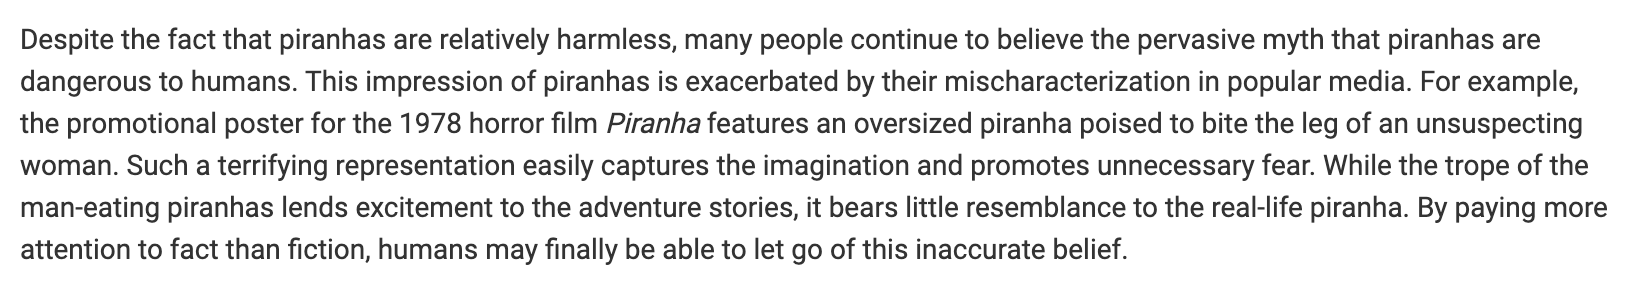 Despite the fact that piranhas are relatively harmless, many people continue to believe the pervasive myth that piranhas are
dangerous to humans. This impression of piranhas is exacerbated by their mischaracterization in popular media. For example,
the promotional poster for the 1978 horror film Piranha features an oversized piranha poised to bite the leg of an unsuspecting
woman. Such a terrifying representation easily captures the imagination and promotes unnecessary fear. While the trope of the
man-eating piranhas lends excitement to the adventure stories, it bears little resemblance to the real-life piranha. By paying more
attention to fact than fiction, humans may finally be able to let go of this inaccurate belief.